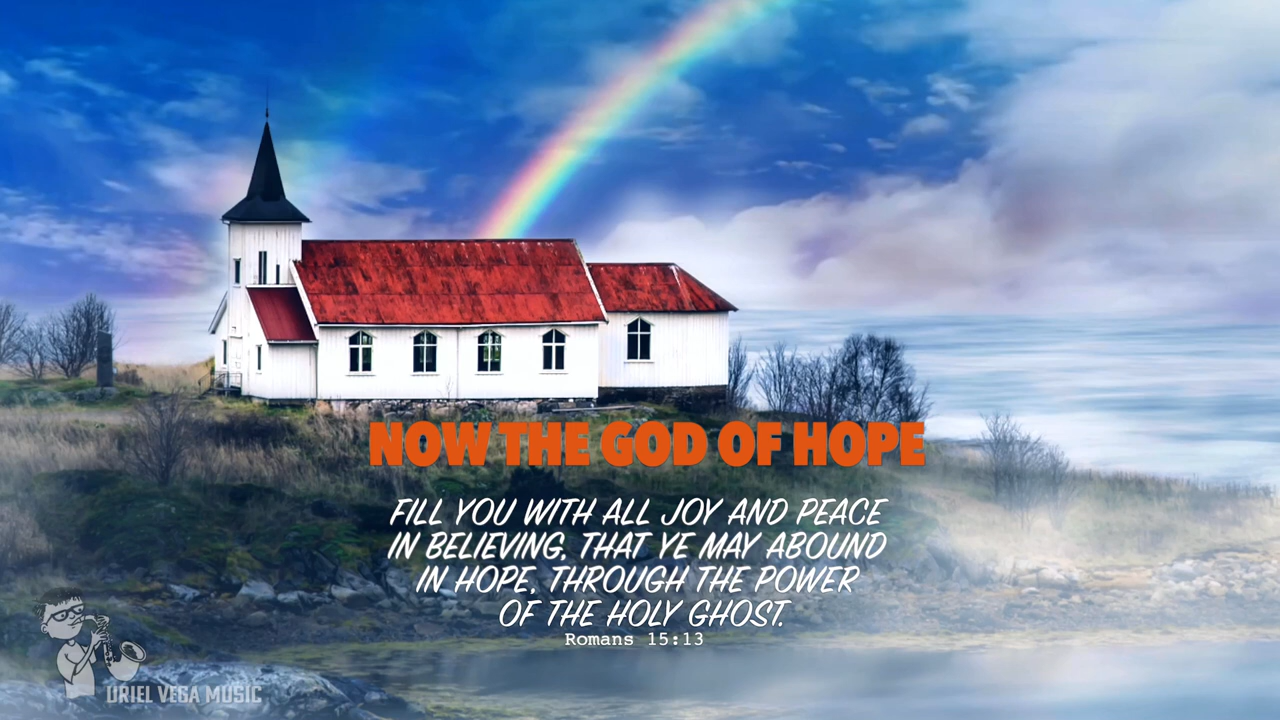 NOW THE GOD OF HOPE
FILL YOU WITH ALL JOY AND PEACE
IN BELIEVING, THAT YE MAY ABOUND
IN HOPE, THROUGH THE POWER
OF THE HOLY GHOST.
Romans 15:13
URIEL VEGA MUSIC